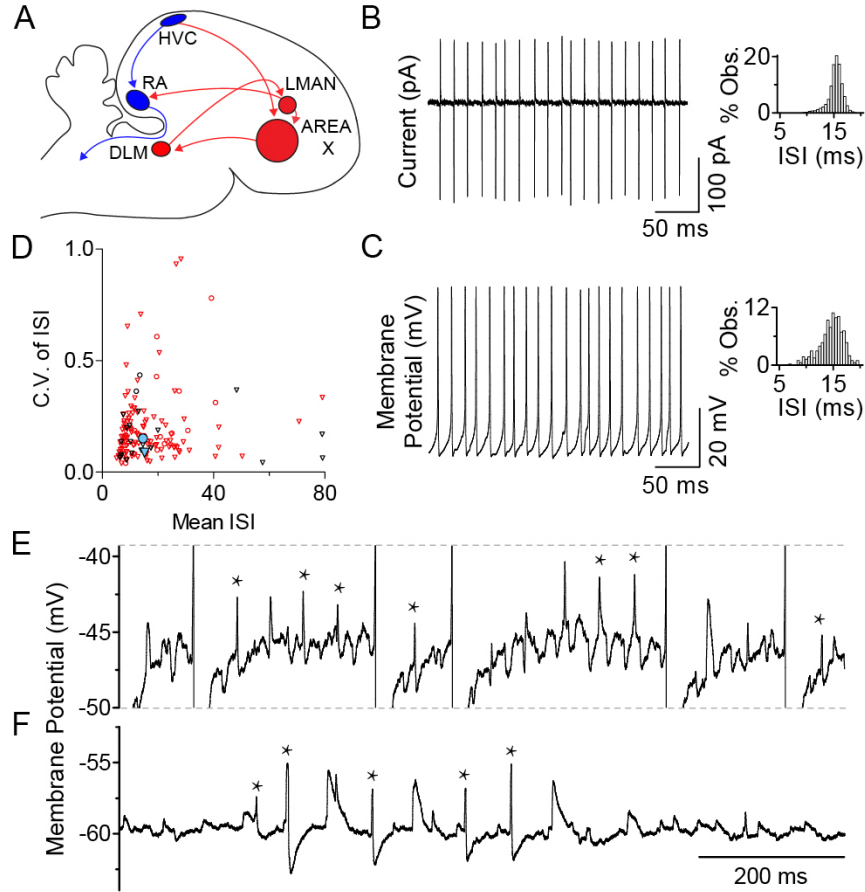 A
HVC
RA
LMAN
AREA
X
DLM
B
Current (pA)
100 pA
50 ms
% Obs.
20
0
5
15
ISI (ms)
C
Membrane
Potential (mV)
20 mV
50 ms
% Obs.
12
0
5
15
ISI (ms)
D
C.V. of ISI
1.0
0.5
0.0
0
40
80
Mean ISI
E
Membrane Potential (mV)
-40
-45
-50
* * * * * * *
F
-55
-60
* * * * *
200 ms